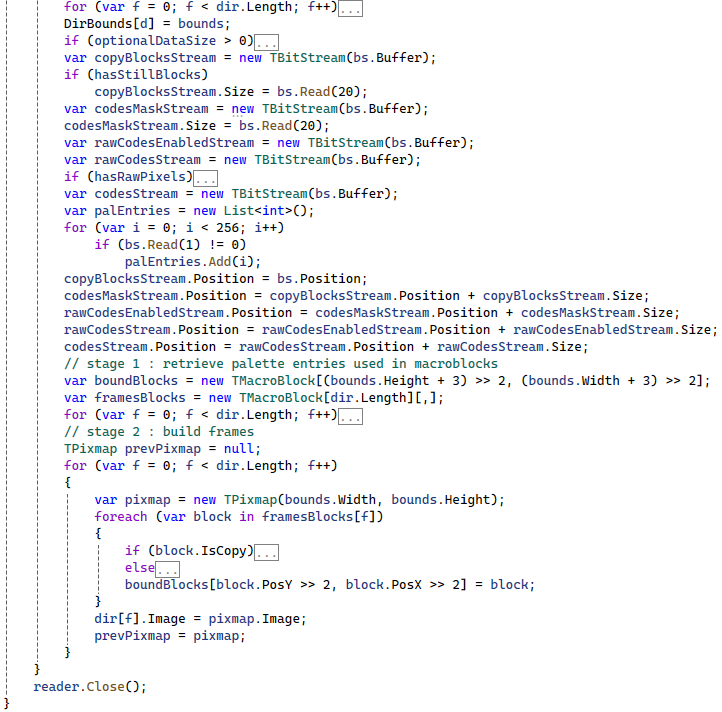 for (var f = 0; f < dir.Length; f++)...
DirBounds[d] = bounds;
if (optionalDataSize > 0)...
var copyBlocksStream = new TBitStream(bs.Buffer);
if (hasStillBlocks)
copyBlocksStream.Size = bs.Read(20);
var codesMaskStream = new TBitStream(bs.Buffer);
codesMaskStream.Size = bs.Read(20);
var rawCodesEnabledStream = new TBitStream(bs.Buffer);
var rawCodesStream = new TBitStream(bs.Buffer);
if (hasRawPixels)...
var codesStream = new TBitStream(bs.Buffer);
var palEntries = new List<int>();
for (var i = 0; i < 256; i++)
if (bs.Read(1) != 0)
palEntries.Add(i);
copyBlocksStream.Position = bs.Position;
codesMaskStream.Position = copyBlocksStream.Position + copyBlocksStream.Size;
rawCodesEnabledStream.Position = codesMaskStream.Position + codesMaskStream.Size;
rawCodesStream.Position = rawCodesEnabledStream.Position + rawCodesEnabledStream.Size;
codesStream.Position = rawCodesStream.Position + rawCodesStream.Size;
// stage 1 : retrieve palette entries used in macroblocks
var boundBlocks = new TMacroBlock[(bounds.Height + 3) >> 2, (bounds.Width + 3) >> 2];
var framesBlocks = new TMacroBlock[dir.Length][,];
for (var f = 0; f < dir.Length; f++)...
// stage 2 : build frames
TPixmap prevPixmap = null;
for (var f = 0; f < dir.Length; f++)
{
var pixmap = new TPixmap(bounds.Width, bounds.Height);
foreach (var block in framesBlocks[f])
{
if (block.IsCopy)...
else...
boundBlocks[block.PosY >> 2, block.PosX >> 2] = block;
}
dir[f].Image = pixmap.Image;
prevPixmap = pixmap;
}
}
reader.Close();
}